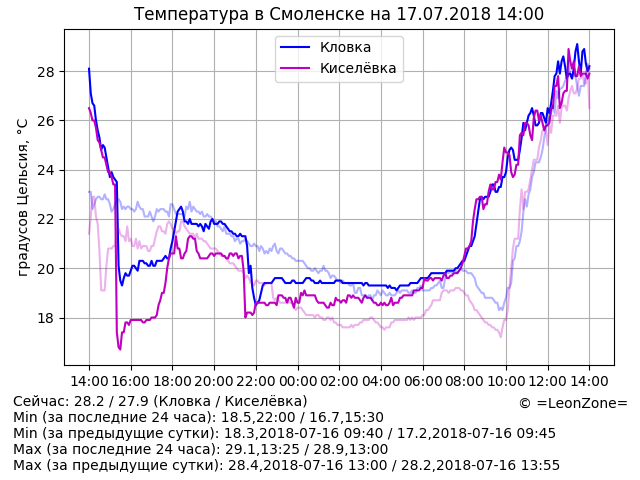 Температура в Смоленске на 17.07.2018 14:00
Кловка
Киселёвка
градусов Цельсия, °C
28
26
24
22
20
18
14:00 16:00 18:00 20:00 22:00 00:00 02:00 04:00 06:00 08:00 10:00 12:00 14:00
Сейчас: 28.2 / 27.9 (Кловка / Киселёвка)
© =LeonZone=
Min (за последние 24 часа): 18.5,22:00 / 16.7,15:30
Min (за предыдущие сутки): 18.3,2018-07-16 09:40 / 17.2,2018-07-16 09:45
Max (за последние 24 часа): 29.1,13:25 / 28.9,13:00
Max (за предыдущие сутки): 28.4,2018-07-16 13:00 / 28.2,2018-07-16 13:55